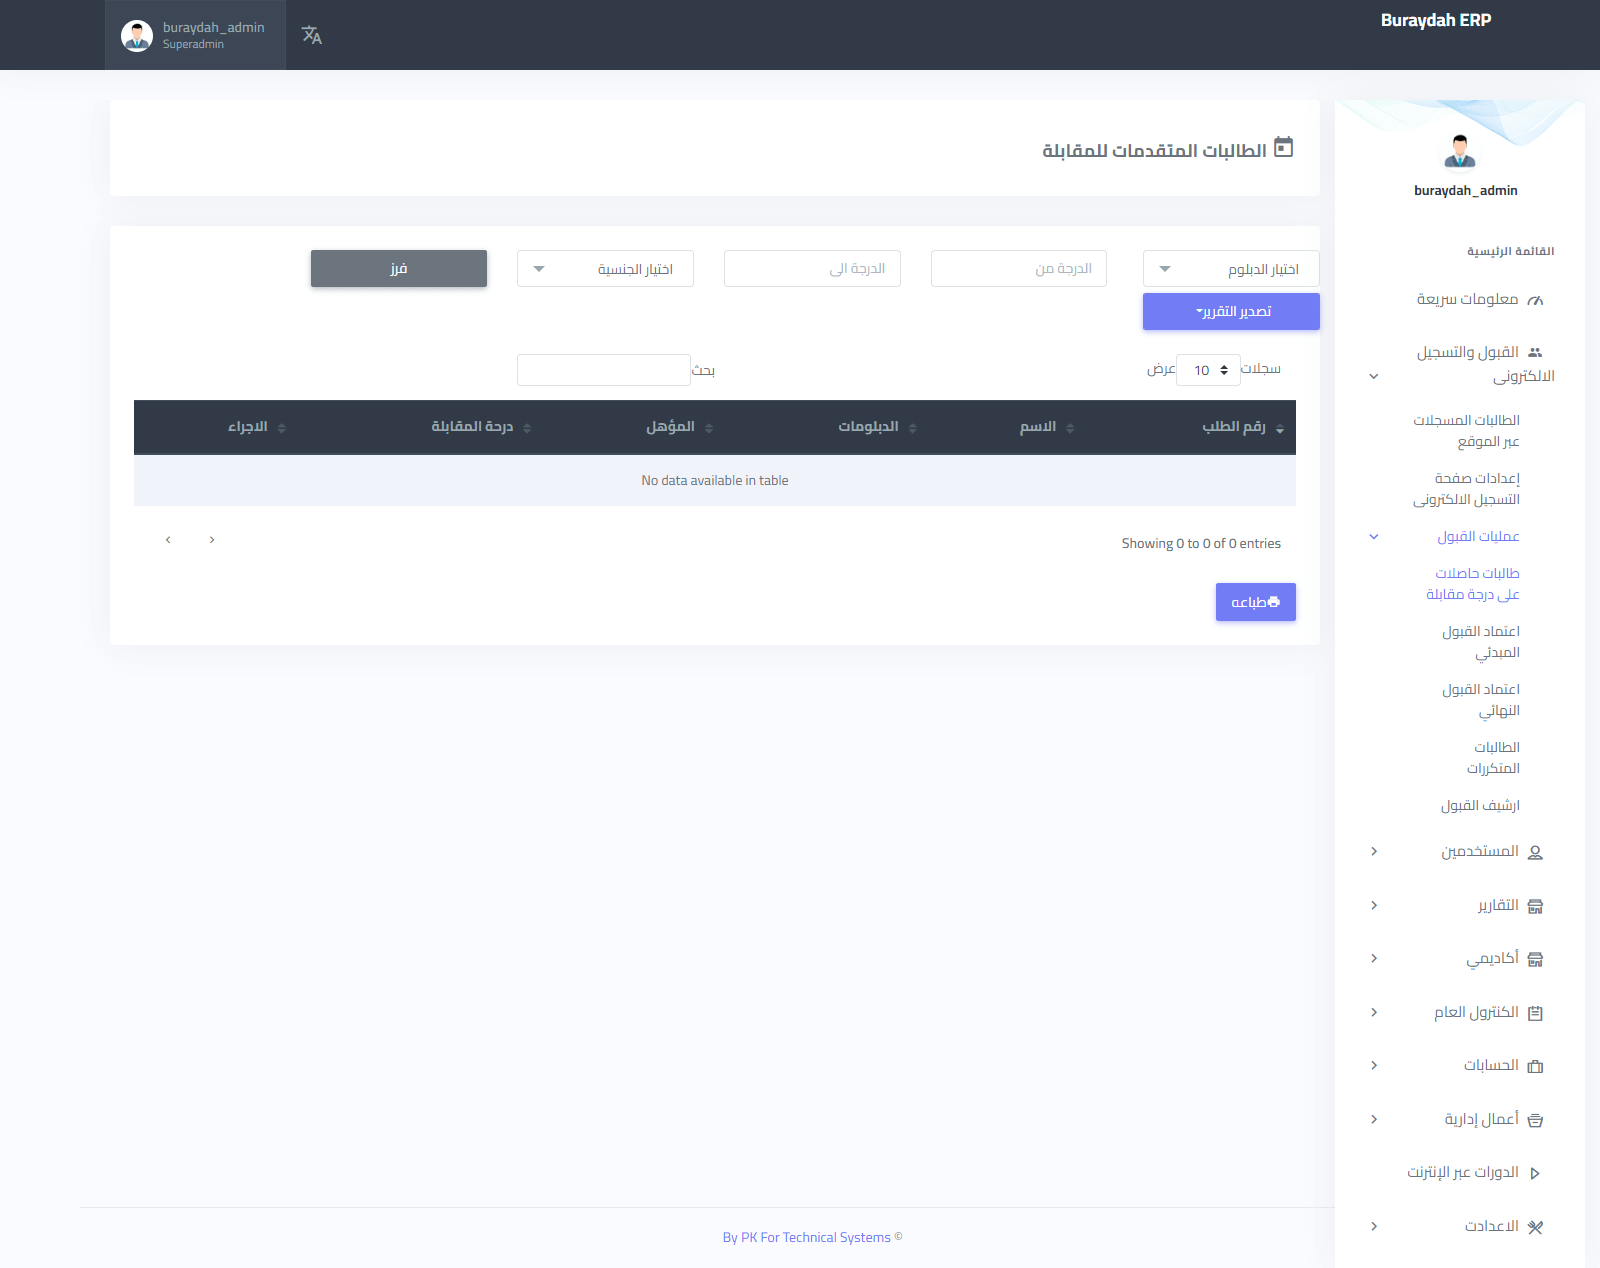 Buraydah ERP
buraydah_admin
Superadmin
buraydah_admin
القائمة الرئيسية
معلومات سريعة
القبول والتسجيل
الالكترونى
الطالبات المسجلات
عبر الموقع
إعدادات صفحة
التسجيل الالكترونى
عمليات القبول
طالبات حاصلات
على درجة مقابلة
اعتماد القبول
المبدئي
اعتماد القبول
النهائي
الطالبات
المتكررات
ارشيف القبول
المستخدمين
التقارير
أكاديمي
الكنترول العام
الحسابات
أعمال إدارية
الدورات عبر الإنترنت
الاعدادت
الطالبات المتقدمات للمقابلة
اختيار الدبلوم
الدرجة من
الدرجة الى
اختيار الجنسية
فرز
تصدير التقرير
سجلات 10 عرض
بحث
رقم الطلب
الاسم
الدبلومات
المؤهل
درحة المقابلة
الاجراء
No data available in table
Showing 0 to 0 of 0 entries
طباعه
By PK For Technical Systems ©